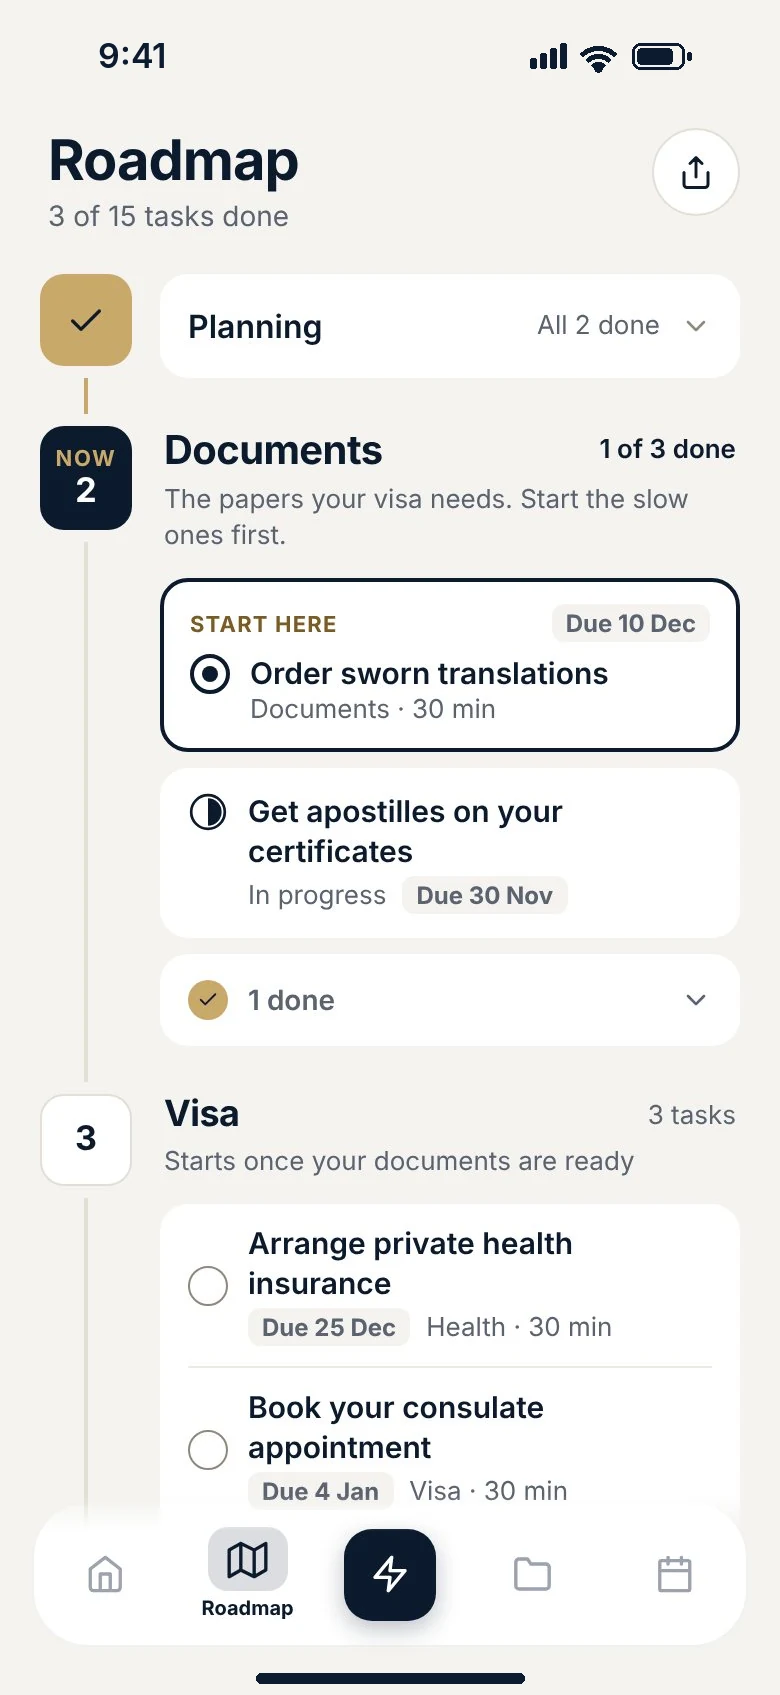 9:41
Roadmap
3 of 15 tasks done
Planning
All 2 done
NOW
2
Documents
1 of 3 done
The papers your visa needs. Start the slow
ones first.
START HERE
Due 10 Dec
Order sworn translations
Documents · 30 min
Get apostilles on your
certificates
In progress
Due 30 Nov
1 done
3
Visa
3 tasks
Starts once your documents are ready
Arrange private health
insurance
Due 25 Dec
Health · 30 min
Book your consulate
appointment
Due 4 Jan
Visa · 30 min
Roadmap